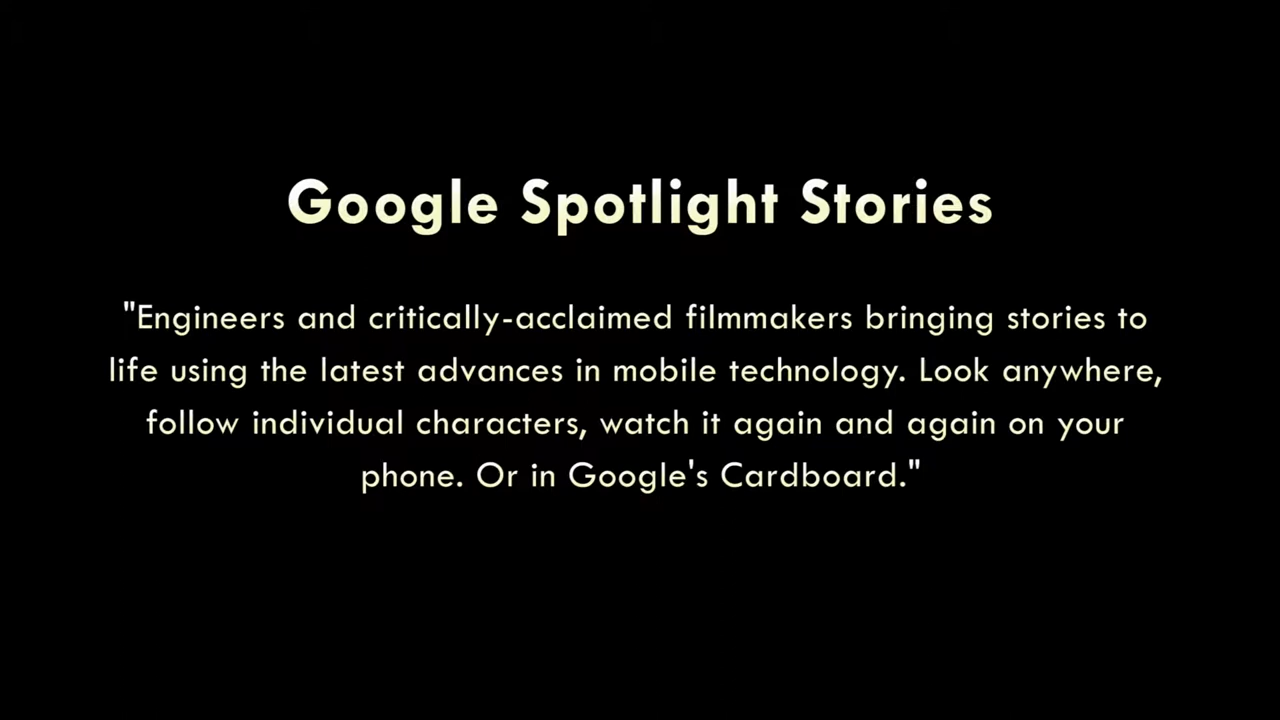 Google Spotlight Stories
"Engineers and critically-acclaimed filmmakers bringing stories to
life using the latest advances in mobile technology. Look anywhere,
follow individual characters, watch it again and again on your
phone. Or in Google's Cardboard."